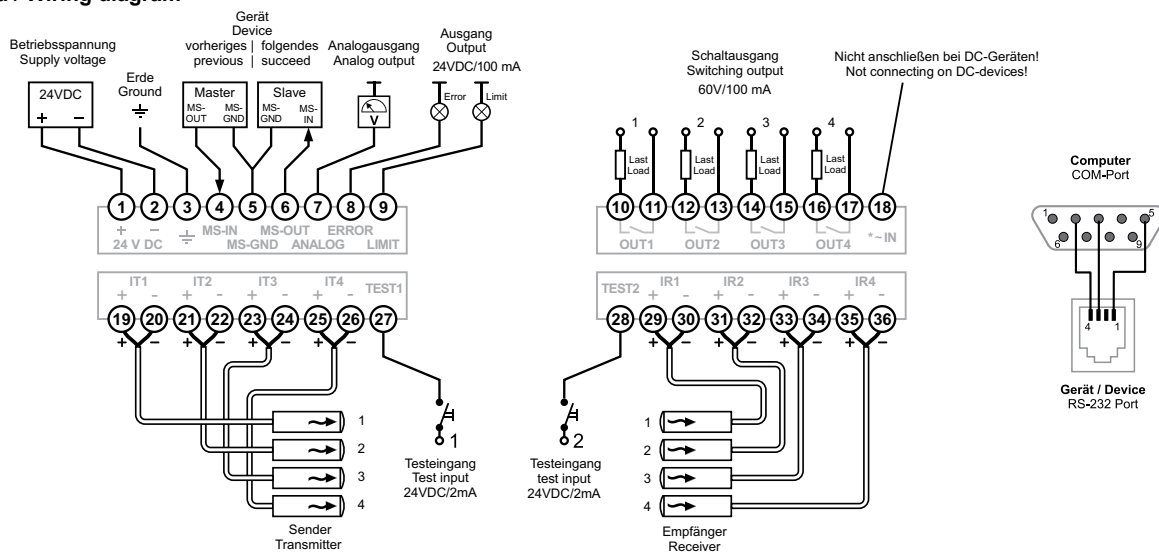 Wiring diagram
Betriebsspannung
Supply voltage
24VDC
+ −
Erde
Ground
Gerät
Device
vorheriges | folgendes
previous | succeed
Master
MS-OUT MS-GND
Slave
MS-GND MS-IN
Analogausgang
Analog output
V
Ausgang
Output
24VDC/100 mA
Error
Limit
1 2 3 4 5 6 7 8 9
+ − MS-IN MS-OUT ERROR
24 V DC MS-GND ANALOG LIMIT
IT1 IT2 IT3 IT4 TEST1
+ - + - + - + -
19 20 21 22 23 24 25 26 27
+ − + − + − + −
1
2
3
4
Sender
Transmitter
1
Testeingang
Test input
24VDC/2mA
Schaltausgang
Switching output
60V/100 mA
Nicht anschließen bei DC-Geräten!
Not connecting on DC-devices!
1 2 3 4
Last Last Last Last
Load Load Load Load
10 11 12 13 14 15 16 17 18
OUT1 OUT2 OUT3 OUT4 *~IN
TEST2 IR1 IR2 IR3 IR4
+ - + - + - + -
28 29 30 31 32 33 34 35 36
+ − + − + − + −
2
Testeingang
test input
24VDC/2mA
1
2
3
4
Empfänger
Receiver
Computer
COM-Port
1 5
6 9
4 1
Gerät / Device
RS-232 Port